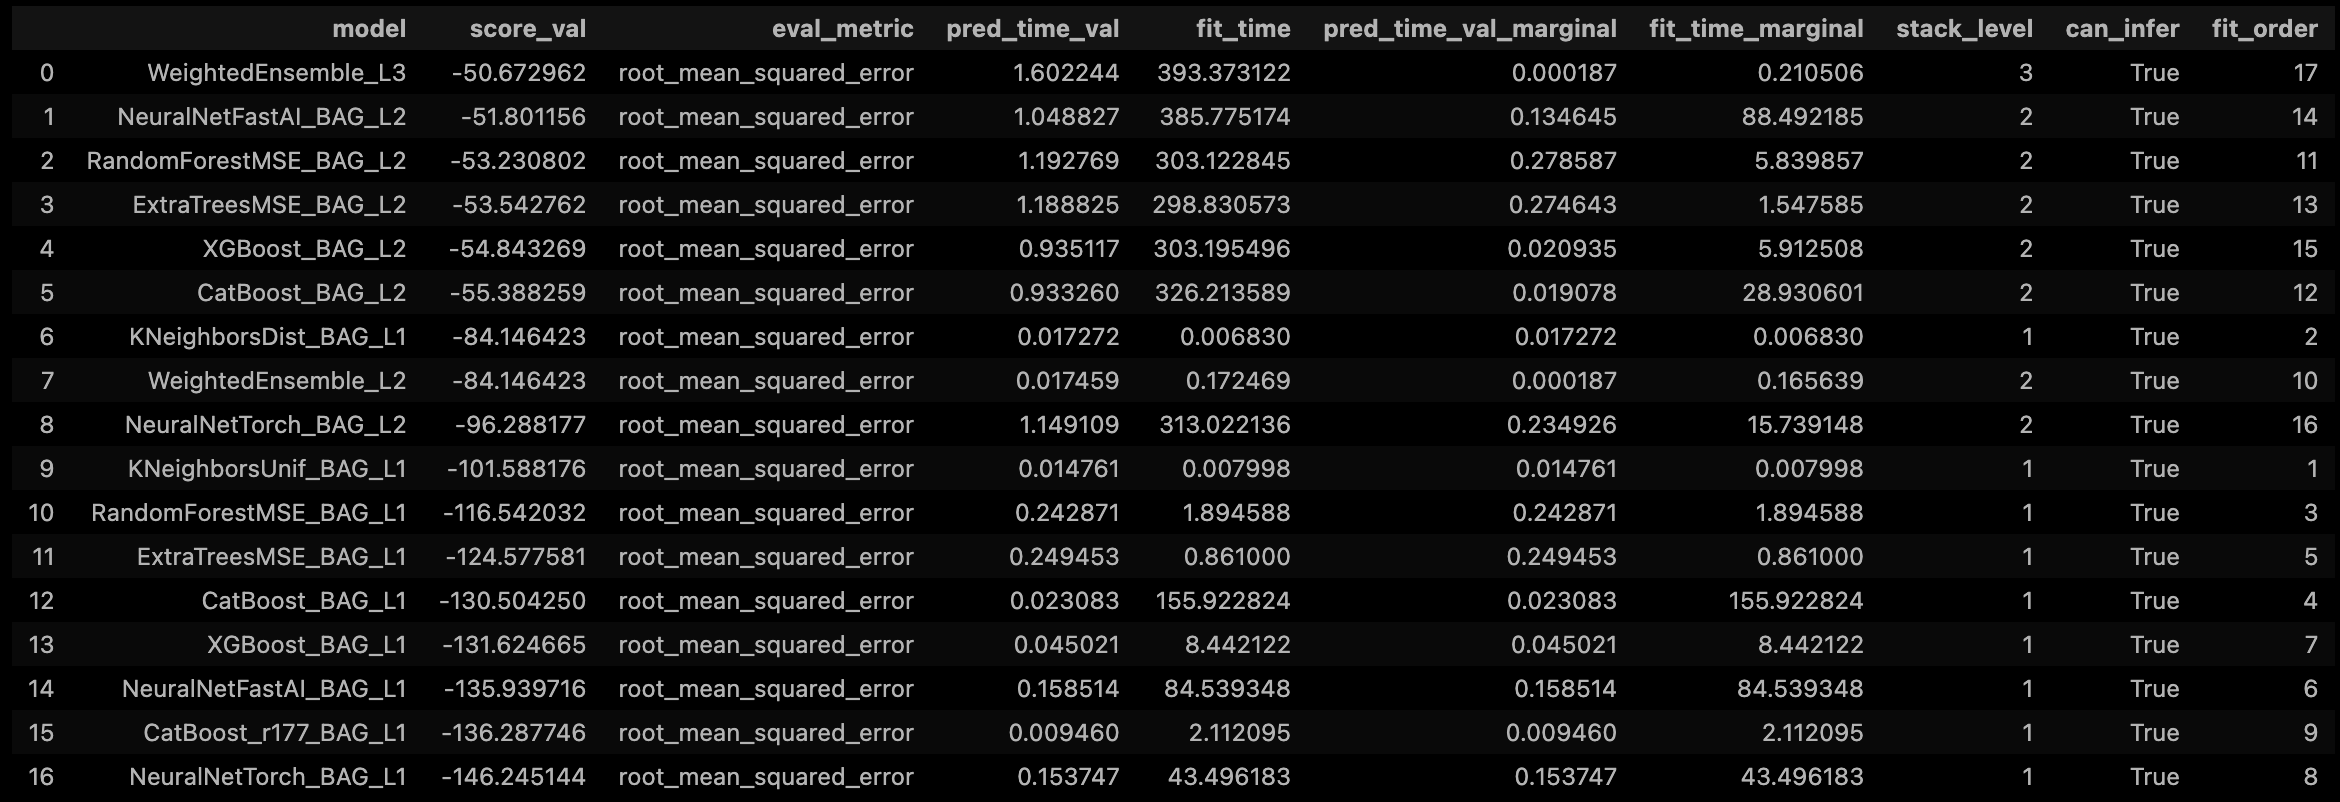 model score_val eval_metric pred_time_val fit_time pred_time_val_marginal fit_time_marginal stack_level can_infer fit_order
0 WeightedEnsemble_L3 -50.672962 root_mean_squared_error 1.602244 393.373122 0.000187 0.210506 3 True 17
1 NeuralNetFastAI_BAG_L2 -51.801156 root_mean_squared_error 1.048827 385.775174 0.134645 88.492185 2 True 14
2 RandomForestMSE_BAG_L2 -53.230802 root_mean_squared_error 1.192769 303.122845 0.278587 5.839857 2 True 11
3 ExtraTreesMSE_BAG_L2 -53.542762 root_mean_squared_error 1.188825 298.830573 0.274643 1.547585 2 True 13
4 XGBoost_BAG_L2 -54.843269 root_mean_squared_error 0.935117 303.195496 0.020935 5.912508 2 True 15
5 CatBoost_BAG_L2 -55.388259 root_mean_squared_error 0.933260 326.213589 0.019078 28.930601 2 True 12
6 KNeighborsDist_BAG_L1 -84.146423 root_mean_squared_error 0.017272 0.006830 0.017272 0.006830 1 True 2
7 WeightedEnsemble_L2 -84.146423 root_mean_squared_error 0.017459 0.172469 0.000187 0.165639 2 True 10
8 NeuralNetTorch_BAG_L2 -96.288177 root_mean_squared_error 1.149109 313.022136 0.234926 15.739148 2 True 16
9 KNeighborsUnif_BAG_L1 -101.588176 root_mean_squared_error 0.014761 0.007998 0.014761 0.007998 1 True 1
10 RandomForestMSE_BAG_L1 -116.542032 root_mean_squared_error 0.242871 1.894588 0.242871 1.894588 1 True 3
11 ExtraTreesMSE_BAG_L1 -124.577581 root_mean_squared_error 0.249453 0.861000 0.249453 0.861000 1 True 5
12 CatBoost_BAG_L1 -130.504250 root_mean_squared_error 0.023083 155.922824 0.023083 155.922824 1 True 4
13 XGBoost_BAG_L1 -131.624665 root_mean_squared_error 0.045021 8.442122 0.045021 8.442122 1 True 7
14 NeuralNetFastAI_BAG_L1 -135.939716 root_mean_squared_error 0.158514 84.539348 0.158514 84.539348 1 True 6
15 CatBoost_r177_BAG_L1 -136.287746 root_mean_squared_error 0.009460 2.112095 0.009460 2.112095 1 True 9
16 NeuralNetTorch_BAG_L1 -146.245144 root_mean_squared_error 0.153747 43.496183 0.153747 43.496183 1 True 8